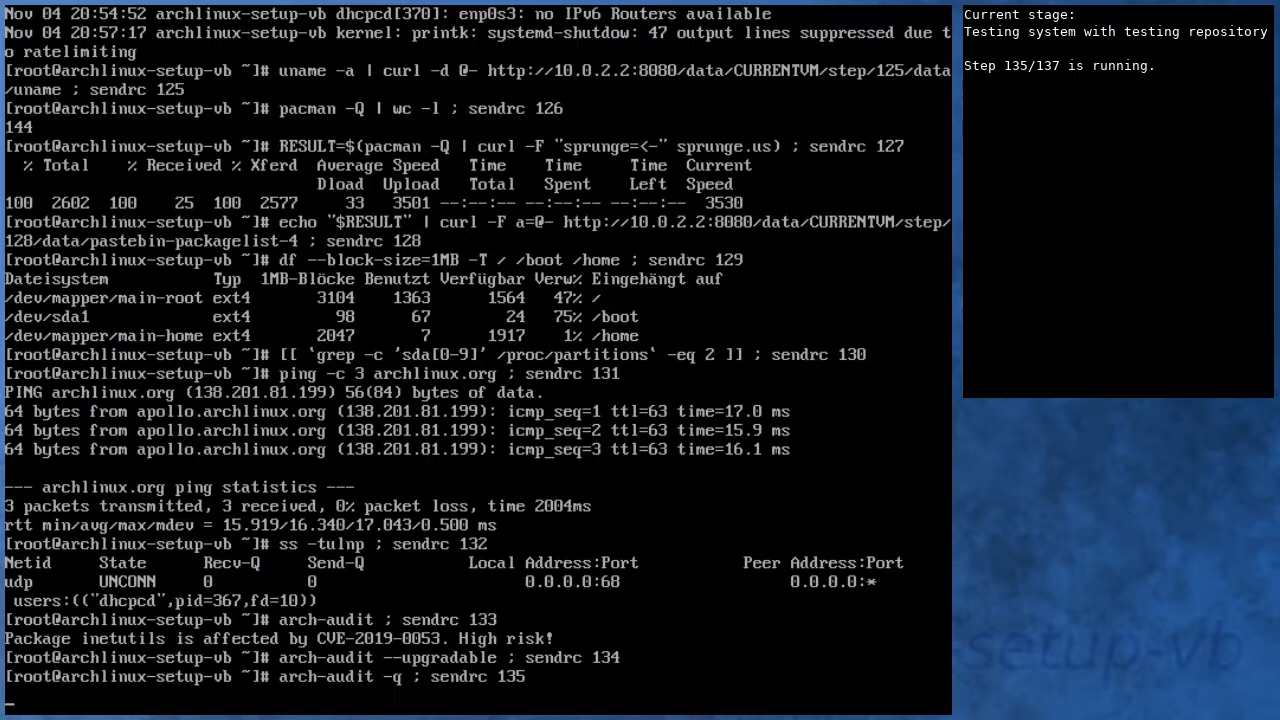 Nov 04 20:54:52 archlinux-setup-vb dhcpcd[370]: enp0s3: no IPv6 Routers available
Nov 04 20:57:17 archlinux-setup-vb kernel: printk: systemd-shutdow: 47 output lines suppressed due t
o ratelimiting
[root@archlinux-setup-vb ~]# uname -a | curl -d @- http://10.0.2.2:8080/data/CURRENTVM/step/125/data
/uname ; sendrc 125
[root@archlinux-setup-vb ~]# pacman -Q | wc -l ; sendrc 126
144
[root@archlinux-setup-vb ~]# RESULT=$(pacman -Q | curl -F "sprunge=<-" sprunge.us) ; sendrc 127
  % Total    % Received % Xferd  Average Speed   Time    Time     Time  Current
                                 Dload  Upload   Total   Spent    Left  Speed
100  2602  100    25  100  2577     33   3501 --:--:-- --:--:-- --:--:--  3530
[root@archlinux-setup-vb ~]# echo "$RESULT" | curl -F a=@- http://10.0.2.2:8080/data/CURRENTVM/step/
128/data/pastebin-packagelist-4 ; sendrc 128
[root@archlinux-setup-vb ~]# df --block-size=1MB -T / /boot /home ; sendrc 129
Dateisystem           Typ  1MB-Blöcke Benutzt Verfügbar Verw% Eingehängt auf
/dev/mapper/main-root ext4       3104    1363      1564   47% /
/dev/sda1             ext4         98      67        24   75% /boot
/dev/mapper/main-home ext4       2047       7      1917    1% /home
[root@archlinux-setup-vb ~]# [[ `grep -c 'sda[0-9]' /proc/partitions` -eq 2 ]] ; sendrc 130
[root@archlinux-setup-vb ~]# ping -c 3 archlinux.org ; sendrc 131
PING archlinux.org (138.201.81.199) 56(84) bytes of data.
64 bytes from apollo.archlinux.org (138.201.81.199): icmp_seq=1 ttl=63 time=17.0 ms
64 bytes from apollo.archlinux.org (138.201.81.199): icmp_seq=2 ttl=63 time=15.9 ms
64 bytes from apollo.archlinux.org (138.201.81.199): icmp_seq=3 ttl=63 time=16.1 ms

--- archlinux.org ping statistics ---
3 packets transmitted, 3 received, 0% packet loss, time 2004ms
rtt min/avg/max/mdev = 15.919/16.340/17.043/0.500 ms
[root@archlinux-setup-vb ~]# ss -tulnp ; sendrc 132
Netid     State      Recv-Q     Send-Q           Local Address:Port           Peer Address:Port
udp       UNCONN     0          0                      0.0.0.0:68                  0.0.0.0:*
 users:(("dhcpcd",pid=367,fd=10))
[root@archlinux-setup-vb ~]# arch-audit ; sendrc 133
Package inetutils is affected by CVE-2019-0053. High risk!
[root@archlinux-setup-vb ~]# arch-audit --upgradable ; sendrc 134
[root@archlinux-setup-vb ~]# arch-audit -q ; sendrc 135
Current stage:
Testing system with testing repository
Step 135/137 is running.
-setup-vb